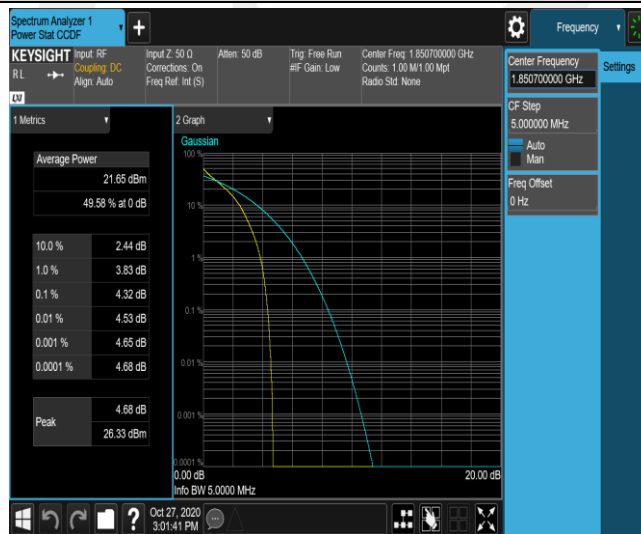 Spectrum Analyzer 1
Power Stat CCDF
+
Frequency
KEYSIGHT
RL
LXI
Input: RF
Coupling: DC
Align: Auto
Input Z: 50 Ω
Corrections: On
Freq Ref: Int (S)
Atten: 50 dB
Trig: Free Run
#IF Gain: Low
Center Freq: 1.850700000 GHz
Counts: 1.00 M/1.00 Mpt
Radio Std: None
Center Frequency
1.850700000 GHz
Settings
CF Step
5.000000 MHz
Auto
Man
Freq Offset
0 Hz
1 Metrics
Average Power
21.65 dBm
49.58 % at 0 dB
10.0 % 2.44 dB
1.0 % 3.83 dB
0.1 % 4.32 dB
0.01 % 4.53 dB
0.001 % 4.65 dB
0.0001 % 4.68 dB
Peak
4.68 dB
26.33 dBm
2 Graph
Gaussian
100 %
10 %
1 %
0.1 %
0.01 %
0.001 %
0.0001 %
0.00 dB 20.00 dB
Info BW 5.0000 MHz
?
Oct 27, 2020
3:01:41 PM